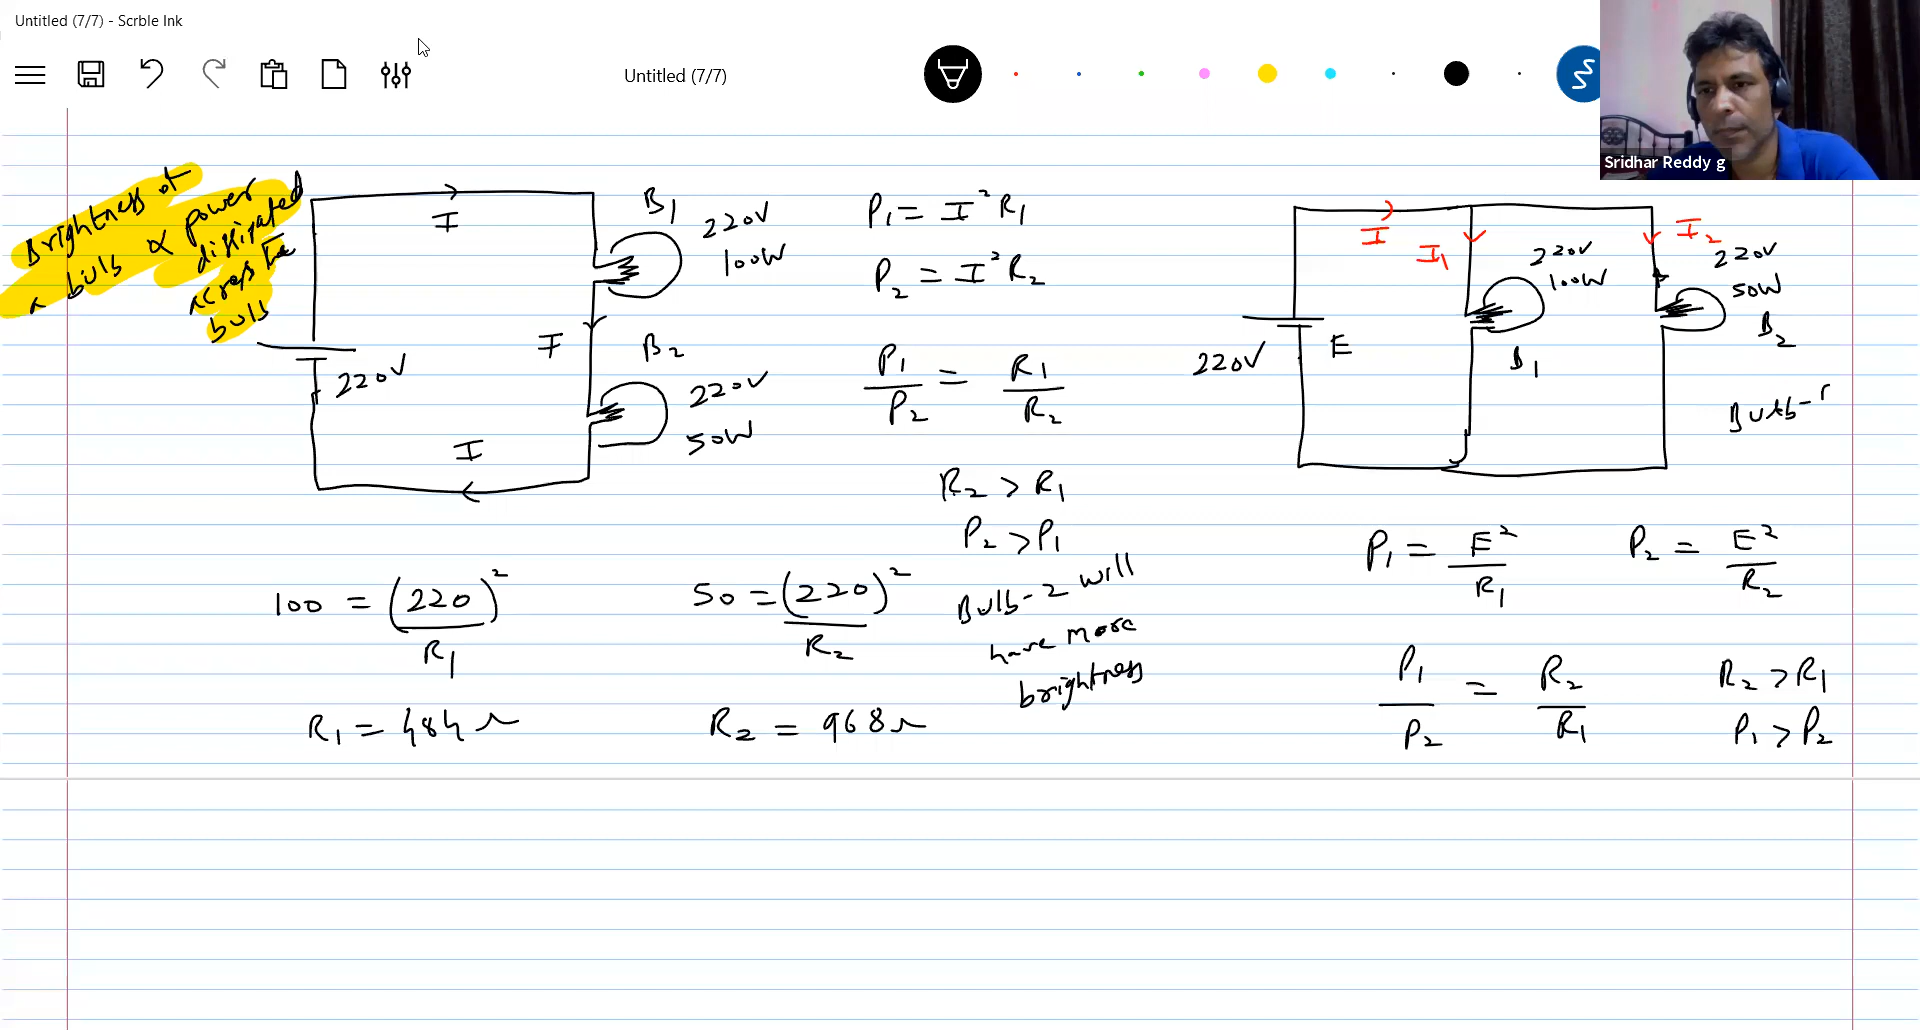 Untitled (7/7) - Scrble Ink
Untitled (7/7)
Sridhar Reddy g
Brightness of
a bulb ∝ power
dissipated
across the
bulb
I
220V
I
I
B₁
220V
100W
B₂
220V
50W
P₁ = I²R₁
P₂ = I²R₂
P₁/P₂ = R₁/R₂
R₂ > R₁
P₂ > P₁
Bulb-2 will
have more
brightness
100 = (220)²/R₁
50 = (220)²/R₂
R₁ = 484 Ω
R₂ = 968 Ω
I
I₁
I₂
220V
100W
B₁
220V
50W
B₂
220V
E
Bulb-1
P₁ = E²/R₁
P₂ = E²/R₂
P₁/P₂ = R₂/R₁
R₂ > R₁
P₁ > P₂